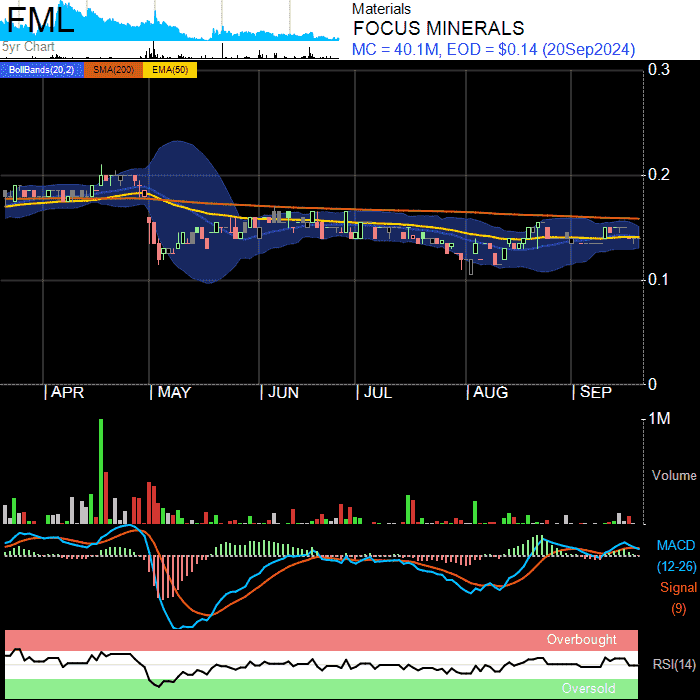 FML
5yr Chart
Materials
FOCUS MINERALS
MC = 40.1M, EOD = $0.14 (20Sep2024)
BollBands(20,2) SMA(200) EMA(50)
0.3
0.2
0.1
0
| APR | MAY | JUN | JUL | AUG | SEP
1M
Volume
MACD
(12-26)
Signal
(9)
Overbought
RSI(14)
Oversold